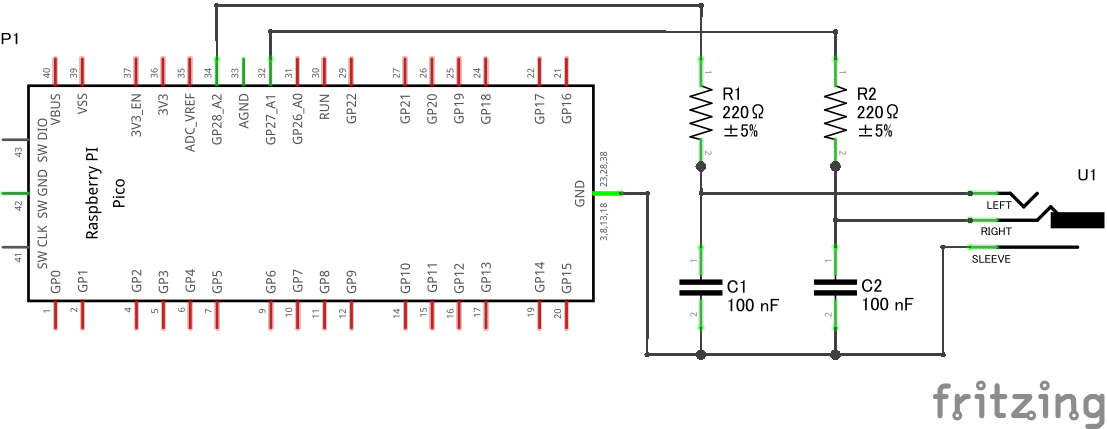 P1
40 39 37 36 35 34 33 32 31 30 29 27 26 25 24 22 21
VBUS VSS 3V3_EN 3V3 ADC_VREF GP28_A2 AGND GP27_A1 GP26_A0 RUN GP22 GP21 GP20 GP19 GP18 GP17 GP16
43 SW DIO
42 SW GND
41 SW CLK
Raspberry PI
Pico
GND
23,28,38
3,8,13,18
GP0 GP1 GP2 GP3 GP4 GP5 GP6 GP7 GP8 GP9 GP10 GP11 GP12 GP13 GP14 GP15
1 2 4 5 6 7 9 10 11 12 14 15 16 17 19 20
1
R1
220Ω
±5%
2
1
R2
220Ω
±5%
2
U1
LEFT
RIGHT
SLEEVE
1
C1
100 nF
2
1
C2
100 nF
2
fritzing